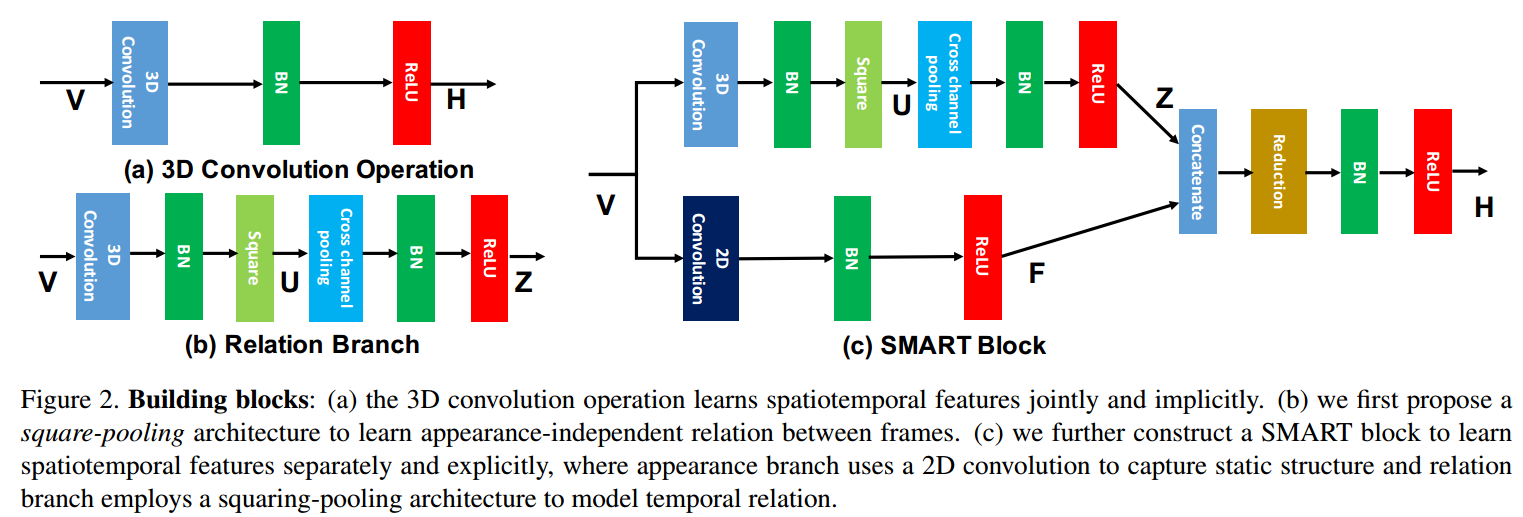 3D Convolution
BN
ReLU
V
H
(a) 3D Convolution Operation
3D Convolution
BN
Square
Cross channel pooling
BN
ReLU
V
U
Z
(b) Relation Branch
3D Convolution
BN
Square
U
Cross channel pooling
BN
ReLU
Z
V
2D Convolution
BN
ReLU
F
Concatenate
Reduction
BN
ReLU
H
(c) SMART Block
Figure 2. Building blocks: (a) the 3D convolution operation learns spatiotemporal features jointly and implicitly. (b) we first propose a
square-pooling architecture to learn appearance-independent relation between frames. (c) we further construct a SMART block to learn
spatiotemporal features separately and explicitly, where appearance branch uses a 2D convolution to capture static structure and relation
branch employs a squaring-pooling architecture to model temporal relation.